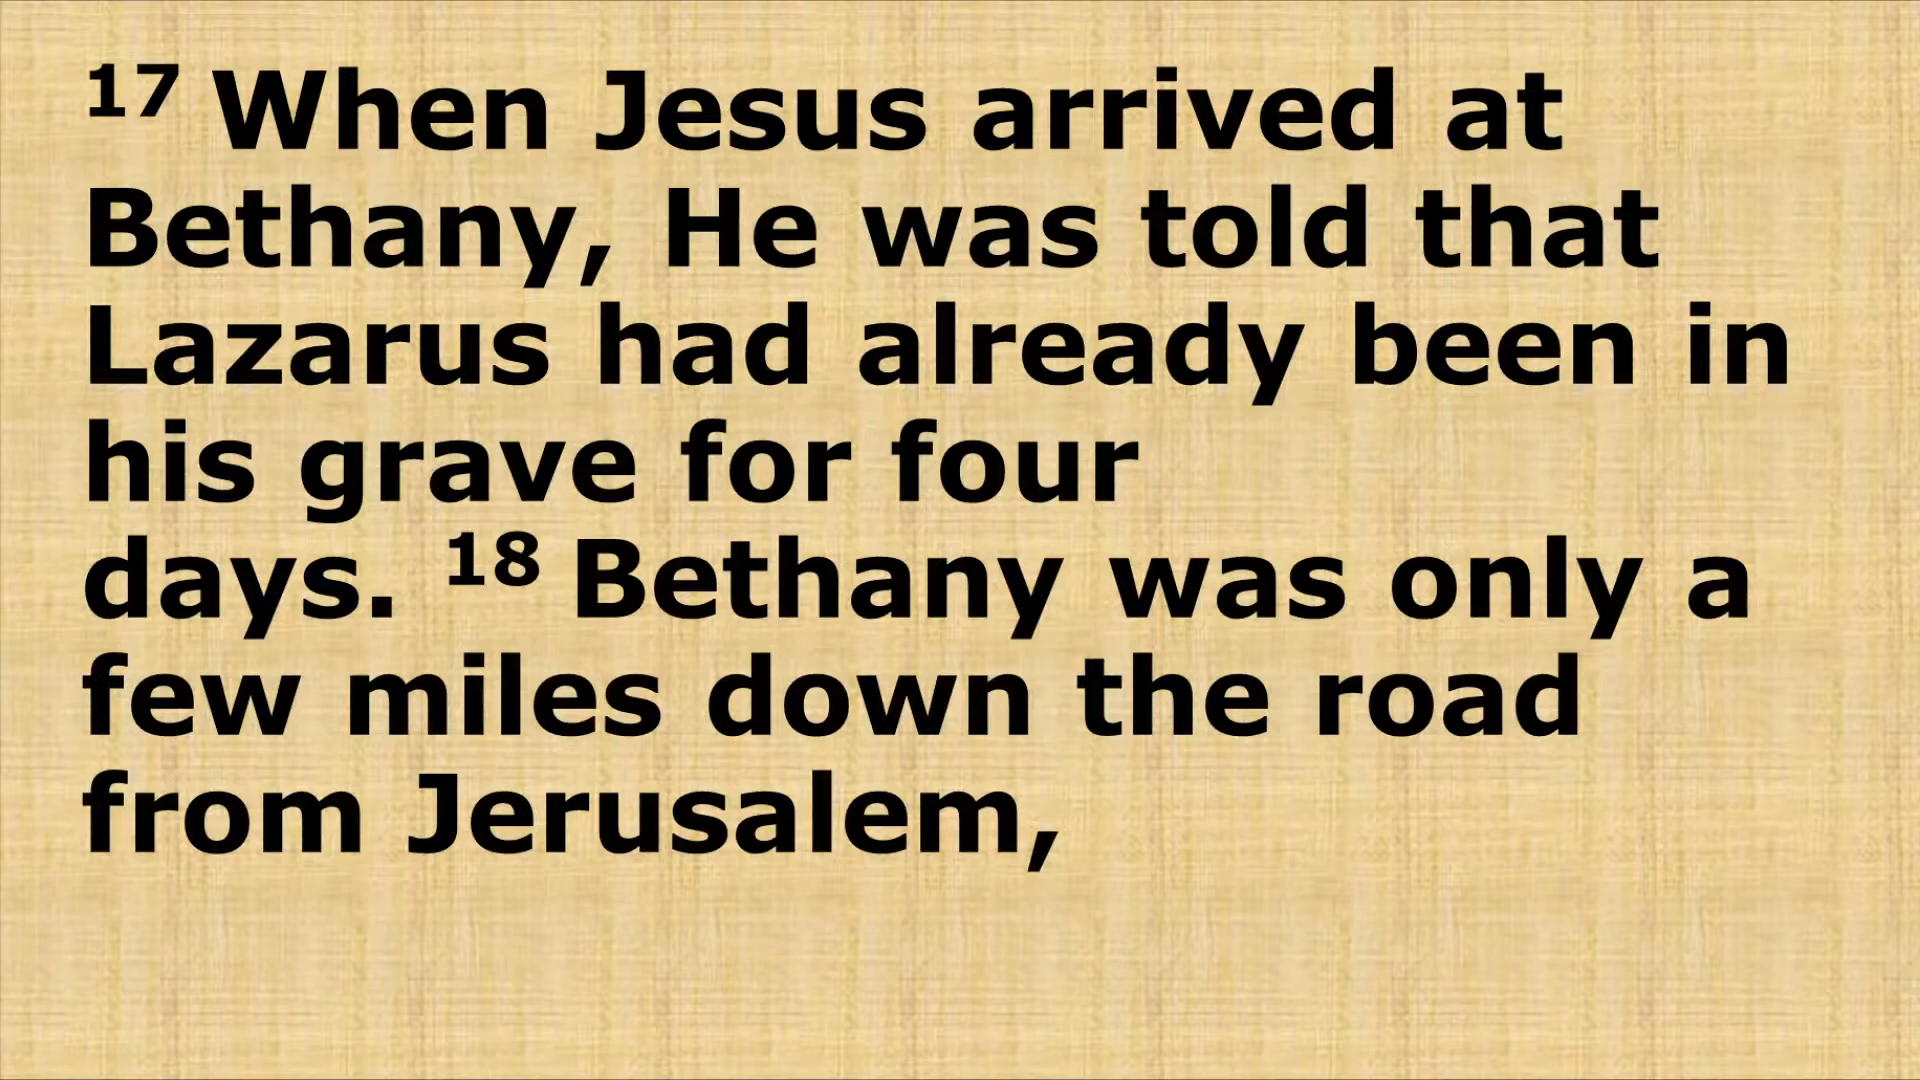 17 When Jesus arrived at
Bethany, He was told that
Lazarus had already been in
his grave for four
days. 18 Bethany was only a
few miles down the road
from Jerusalem,